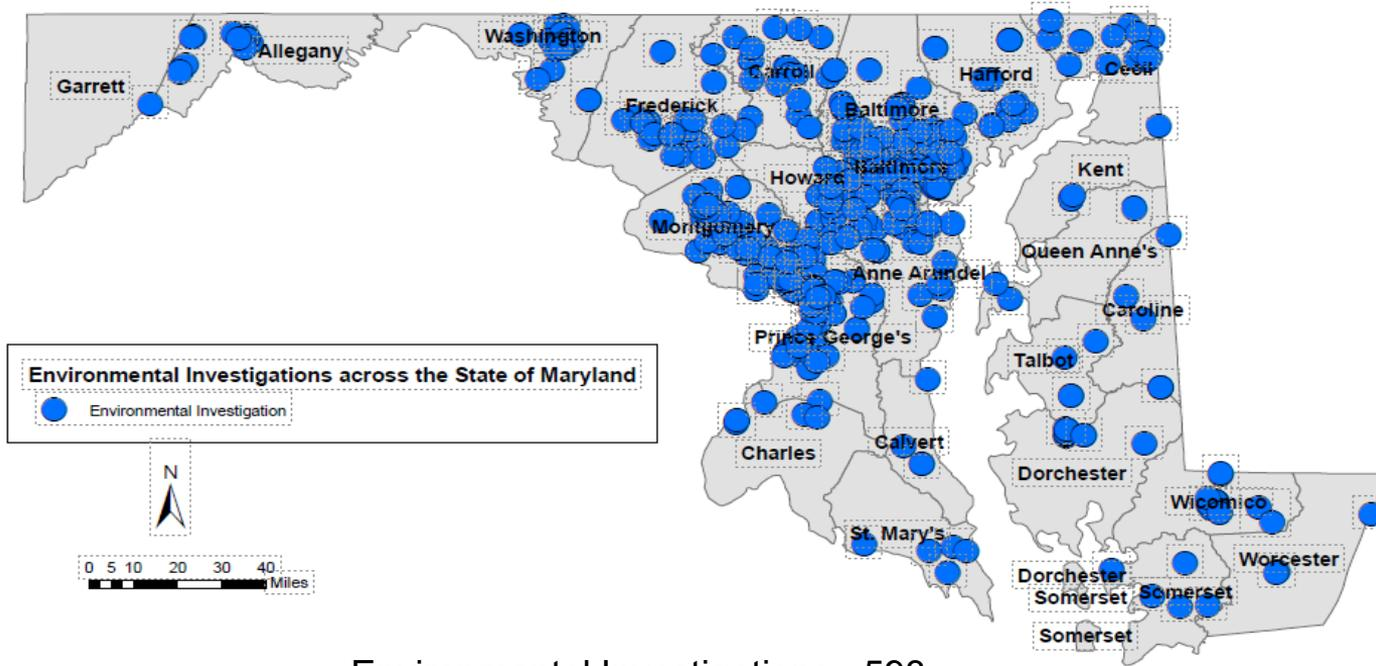 Washington
Allegany
Garrett
Carroll
Harford
Cecil
Frederick
Baltimore
Baltimore
Howard
Kent
Montgomery
Queen Anne's
Anne Arundel
Caroline
Prince George's
Talbot
Environmental Investigations across the State of Maryland
Environmental Investigation
Calvert
Charles
Dorchester
N
Wicomico
St. Mary's
Worcester
0 5 10 20 30 40
Miles
Dorchester
Somerset
Somerset
Somerset